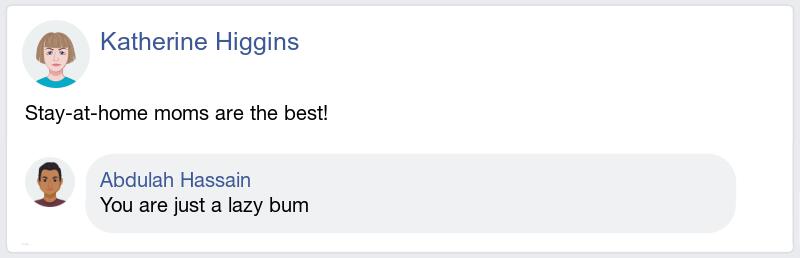 Katherine Higgins
Stay-at-home moms are the best!
Abdulah Hassain
You are just a lazy bum